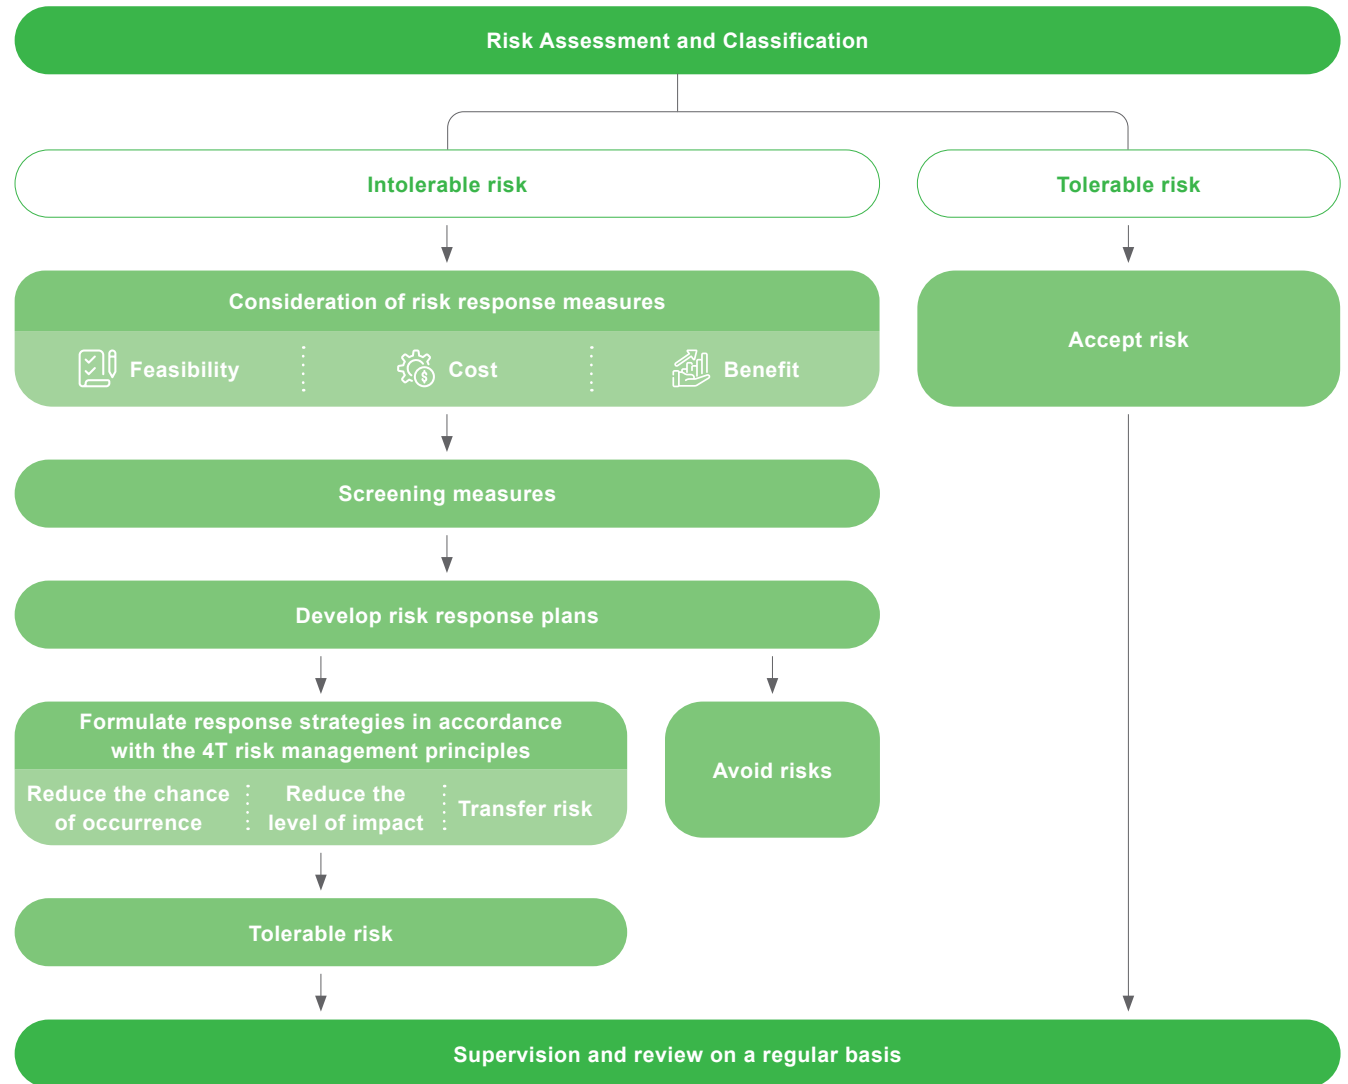 Risk Assessment and Classification
Intolerable risk
Tolerable risk
Consideration of risk response measures
Feasibility
Cost
Benefit
Accept risk
Screening measures
Develop risk response plans
Formulate response strategies in accordance
with the 4T risk management principles
Reduce the chance
of occurrence
Reduce the
level of impact
Transfer risk
Avoid risks
Tolerable risk
Supervision and review on a regular basis